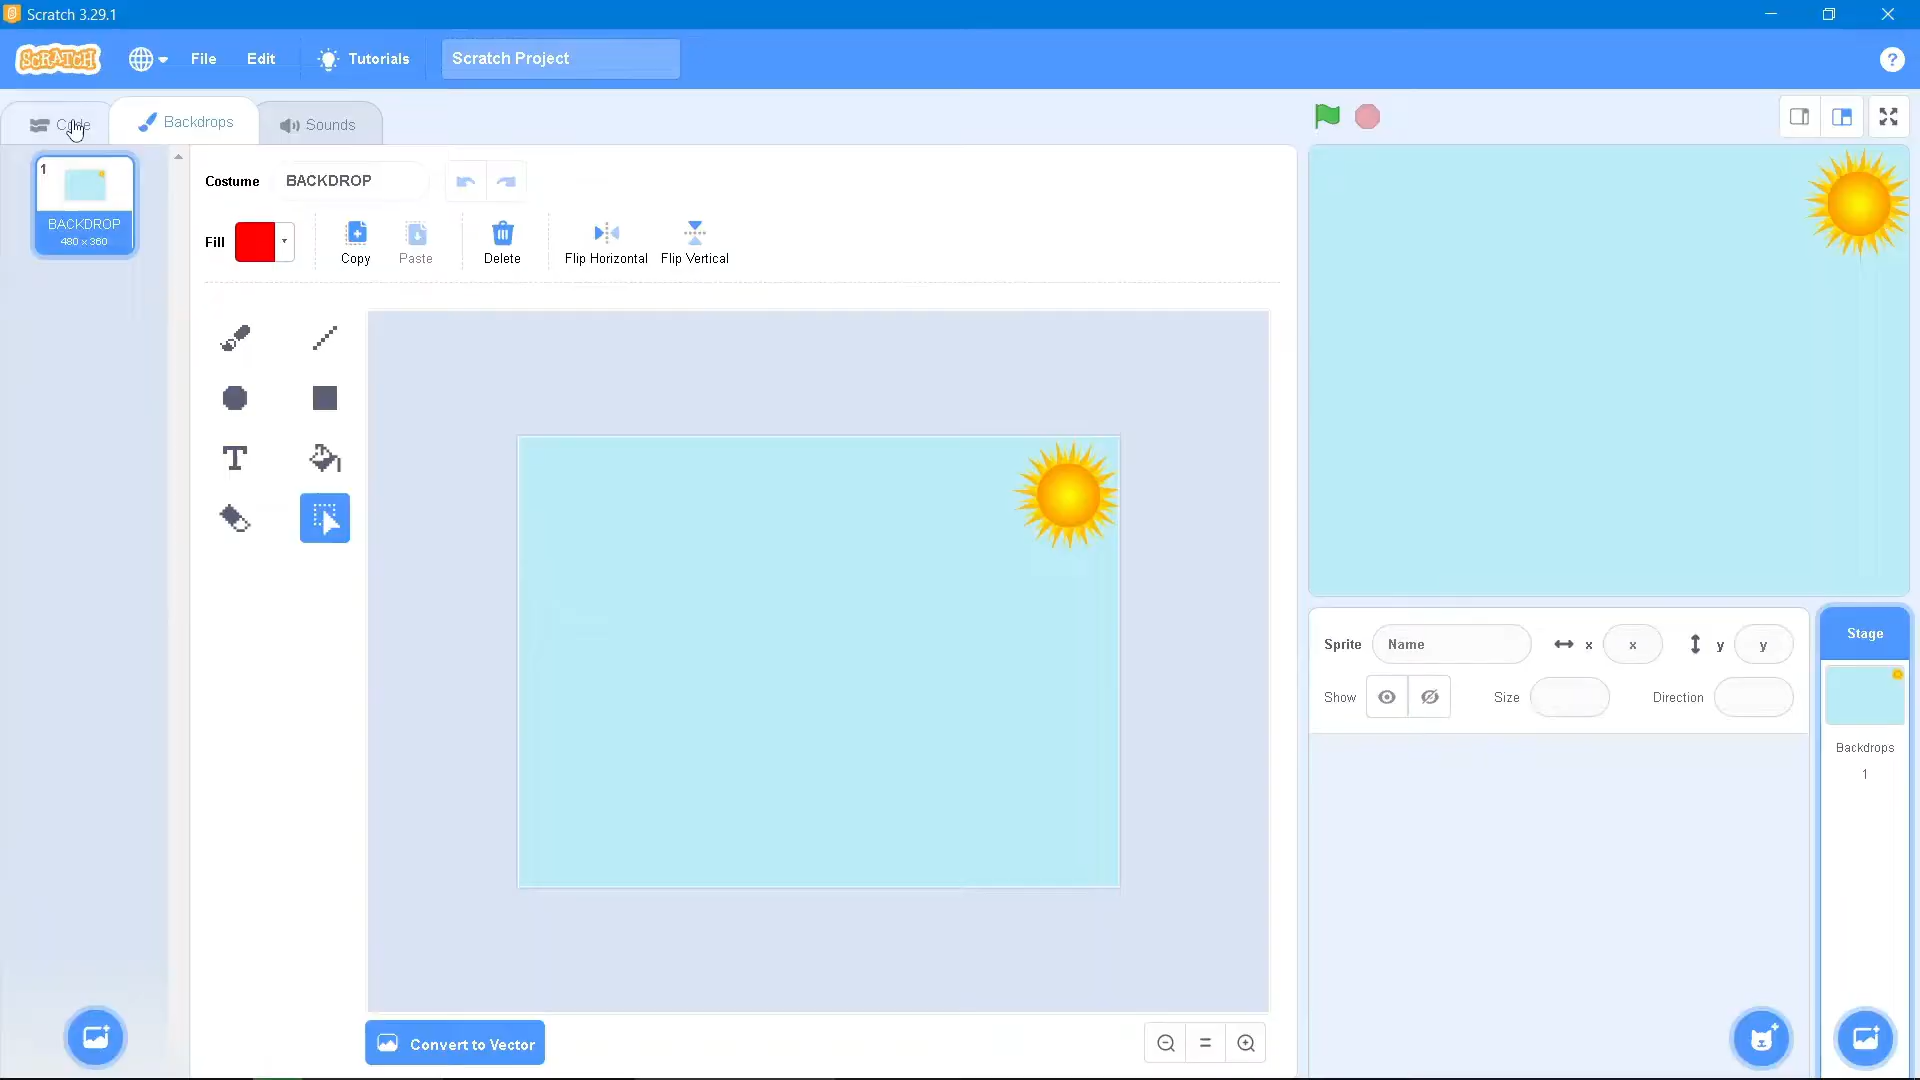 Scratch 3.29.1
SCRATCH
File
Edit
Tutorials
Scratch Project
?
Code
Backdrops
Sounds
1
BACKDROP
480 x 360
Costume
BACKDROP
Fill
Copy
Paste
Delete
Flip Horizontal
Flip Vertical
T
Convert to Vector
Sprite
Name
x
x
y
y
Show
Size
Direction
Stage
Backdrops
1